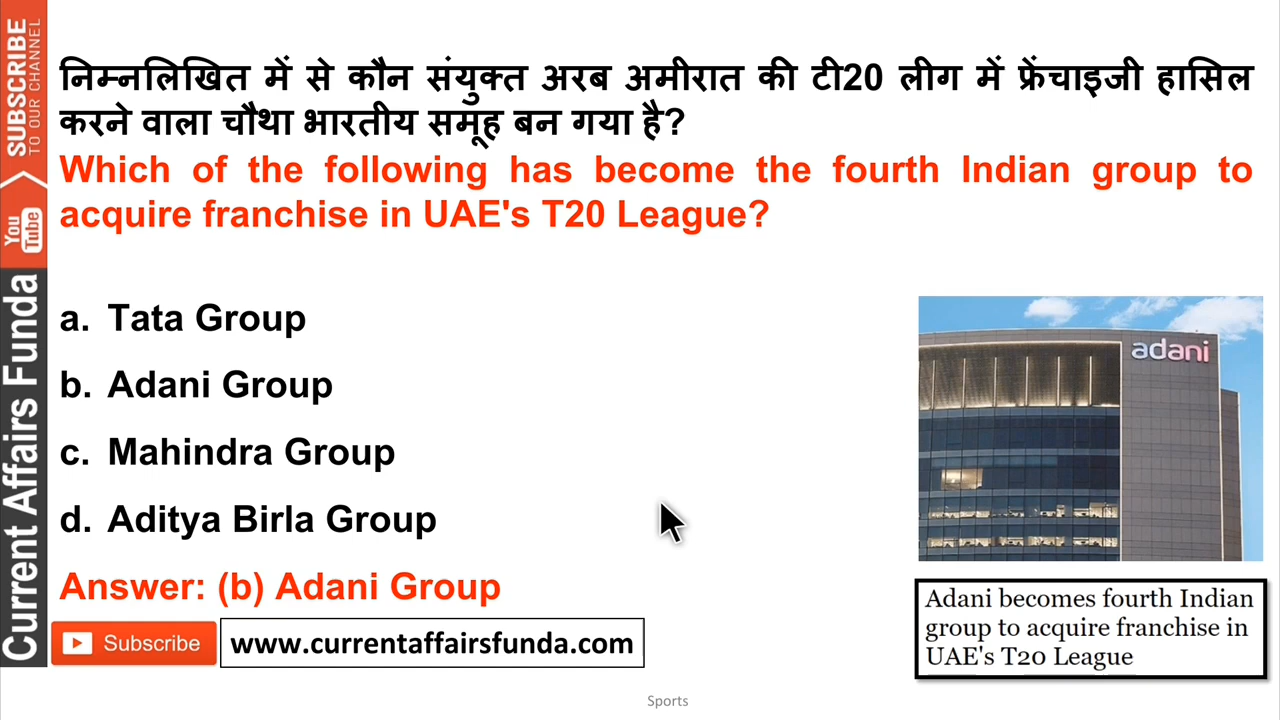 SUBSCRIBE
TO OUR CHANNEL
You
Tube
Current Affairs Funda
निम्नलिखित में से कौन संयुक्त अरब अमीरात की टी20 लीग में फ्रेंचाइजी हासिल
करने वाला चौथा भारतीय समूह बन गया है?
Which of the following has become the fourth Indian group to
acquire franchise in UAE's T20 League?
a. Tata Group
b. Adani Group
c. Mahindra Group
d. Aditya Birla Group
Answer: (b) Adani Group
adani
Adani becomes fourth Indian
group to acquire franchise in
UAE's T20 League
Subscribe
www.currentaffairsfunda.com
Sports